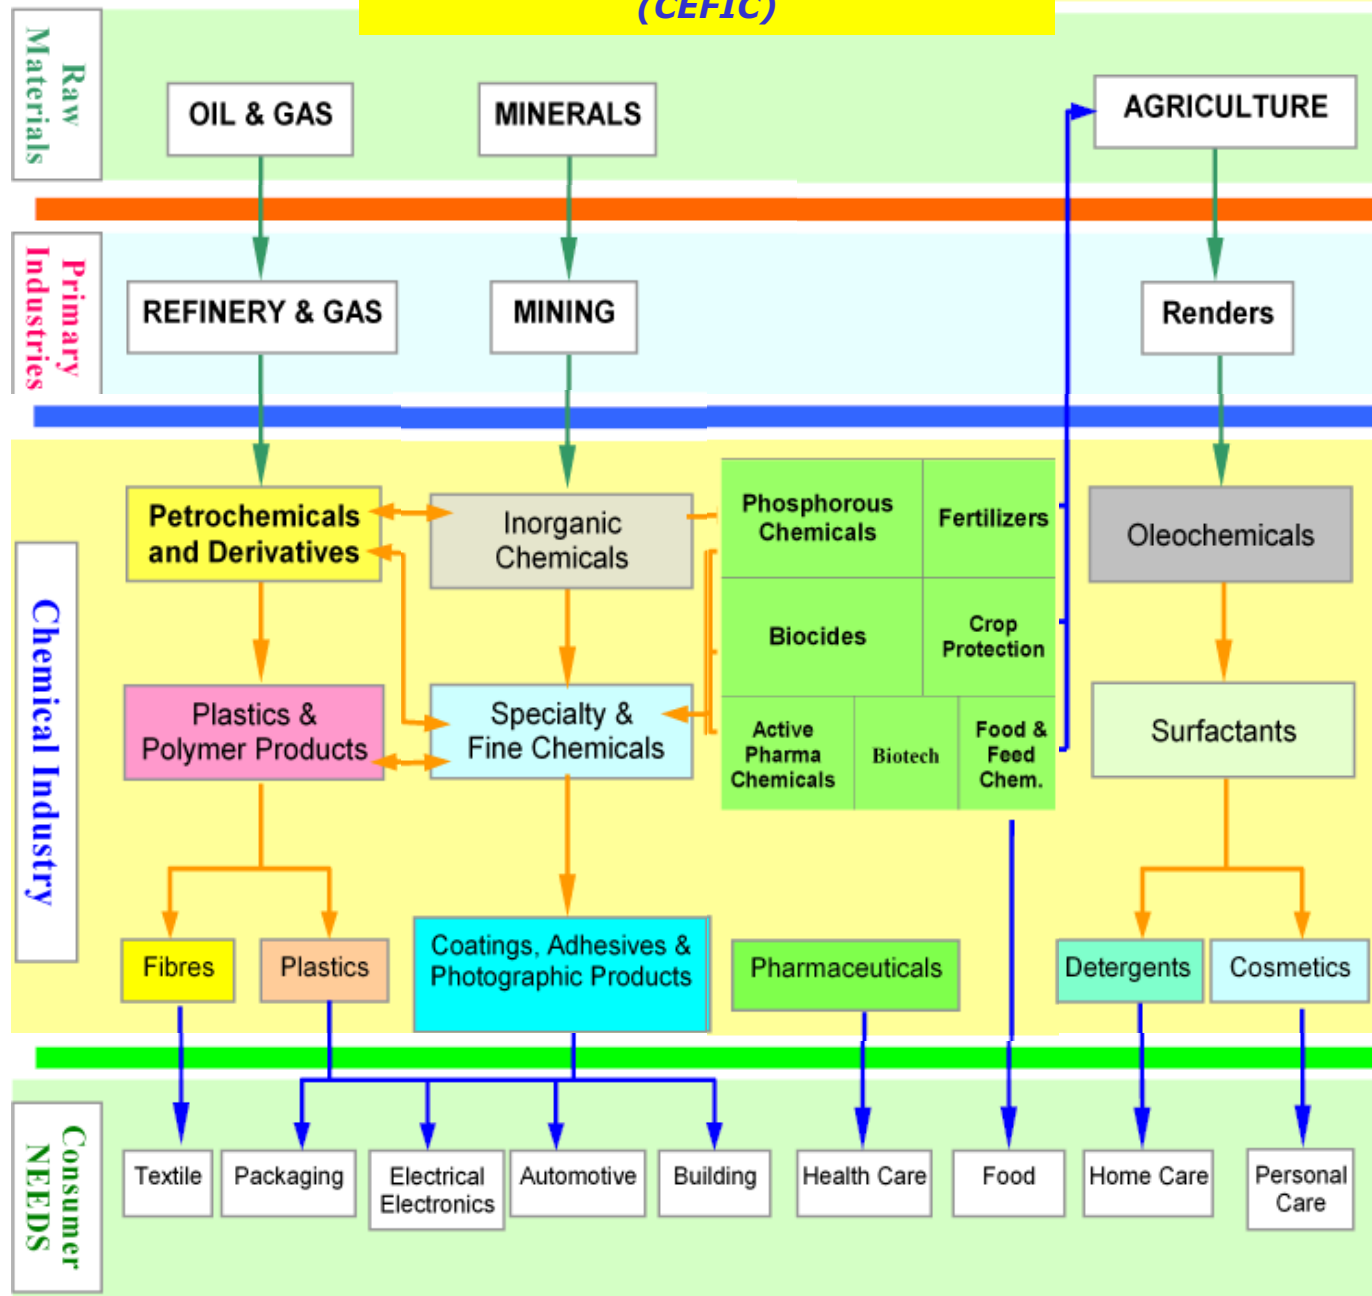 (CEFIC)
Raw
Materials
OIL & GAS
MINERALS
AGRICULTURE
Primary
Industries
REFINERY & GAS
MINING
Renders
Chemical Industry
Petrochemicals
and Derivatives
Inorganic
Chemicals
Phosphorous
Chemicals
Fertilizers
Oleochemicals
Biocides
Crop
Protection
Plastics &
Polymer Products
Specialty &
Fine Chemicals
Active
Pharma
Chemicals
Biotech
Food &
Feed
Chem.
Surfactants
Fibres
Plastics
Coatings, Adhesives &
Photographic Products
Pharmaceuticals
Detergents
Cosmetics
Consumer
NEEDS
Textile
Packaging
Electrical
Electronics
Automotive
Building
Health Care
Food
Home Care
Personal
Care